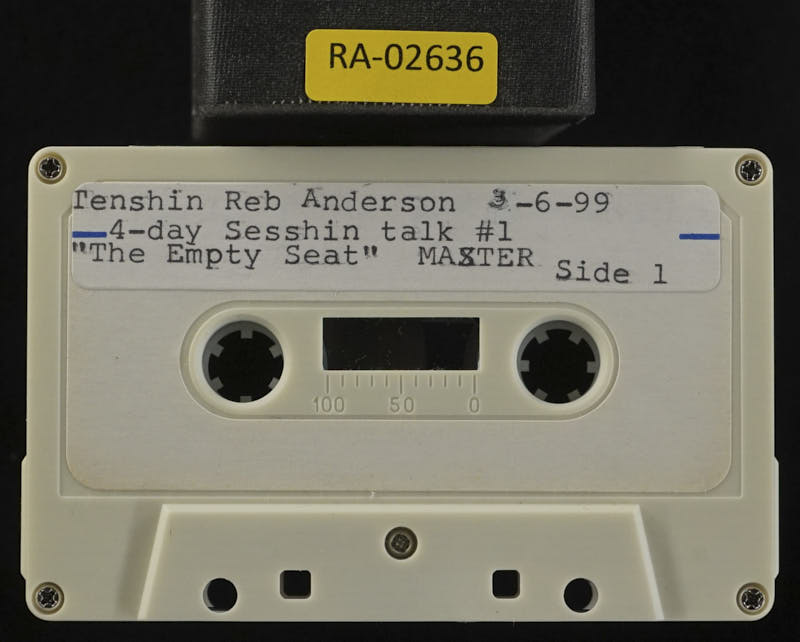 RA-02636
Tenshin Reb Anderson 3-6-99
4-day Sesshin talk #1
"The Empty Seat" MASTER
Side 1
100 50 0